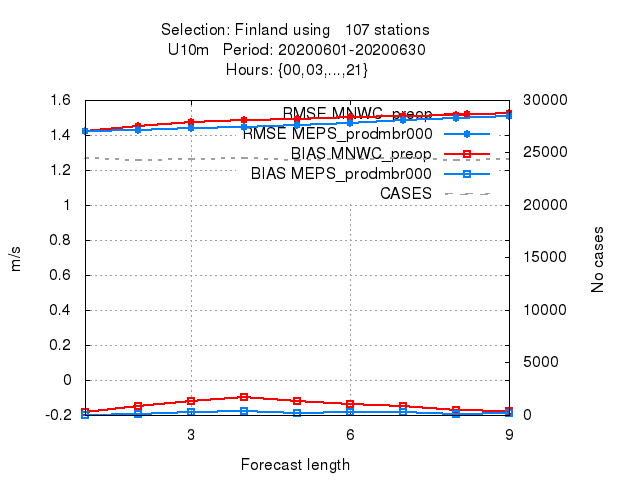 Selection: Finland using   107 stations
U10m   Period: 20200601-20200630
Hours: {00,03,...,21}
1.6
1.4
1.2
1
0.8
0.6
0.4
0.2
0
-0.2
m/s
RMSE MNWC_preop
RMSE MEPS_prodmbr000
BIAS MNWC_preop
BIAS MEPS_prodmbr000
CASES
30000
25000
20000
15000
10000
5000
0
No cases
3
6
9
Forecast length